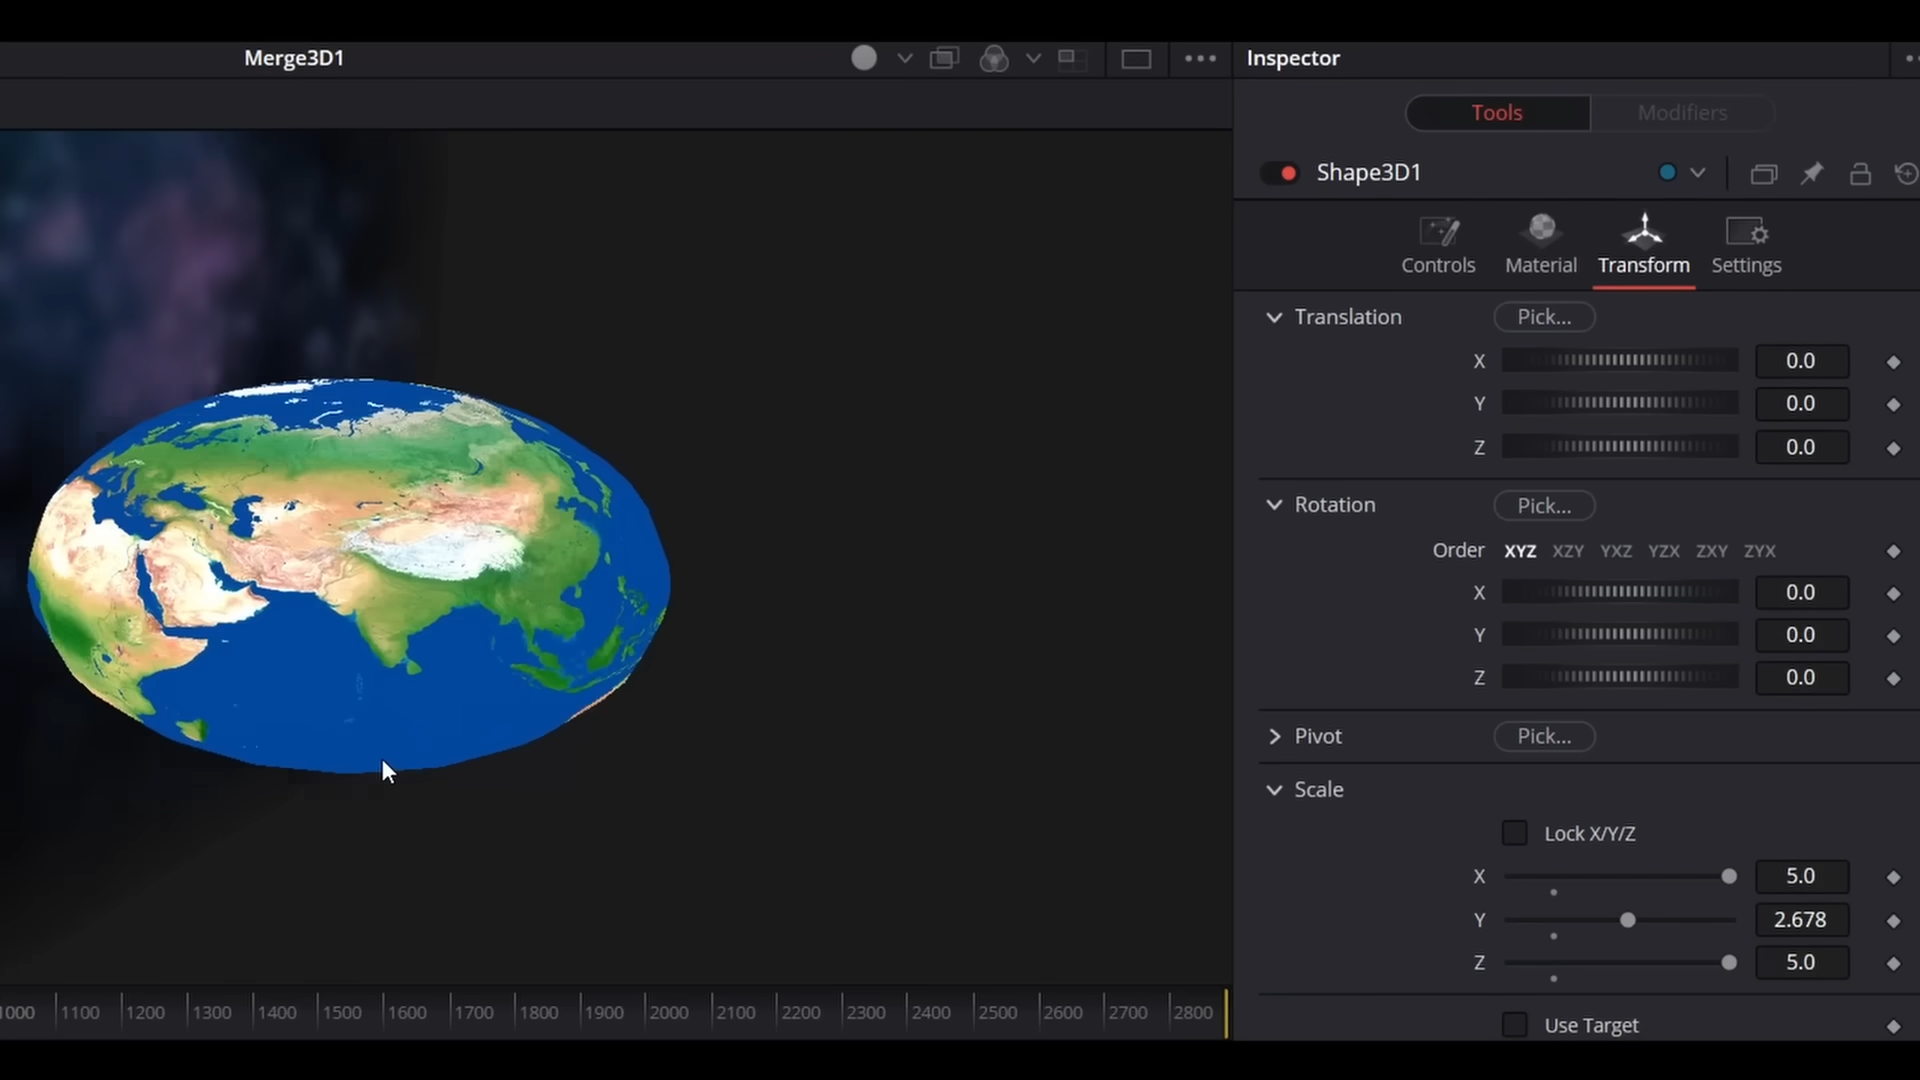 Merge3D1
Inspector
Tools Modifiers
Shape3D1
Controls Material Transform Settings
Translation Pick...
X 0.0
Y 0.0
Z 0.0
Rotation Pick...
Order XYZ XZY YXZ YZX ZXY ZYX
X 0.0
Y 0.0
Z 0.0
Pivot Pick...
Scale
Lock X/Y/Z
X 5.0
Y 2.678
Z 5.0
Use Target
1000 1100 1200 1300 1400 1500 1600 1700 1800 1900 2000 2100 2200 2300 2400 2500 2600 2700 2800